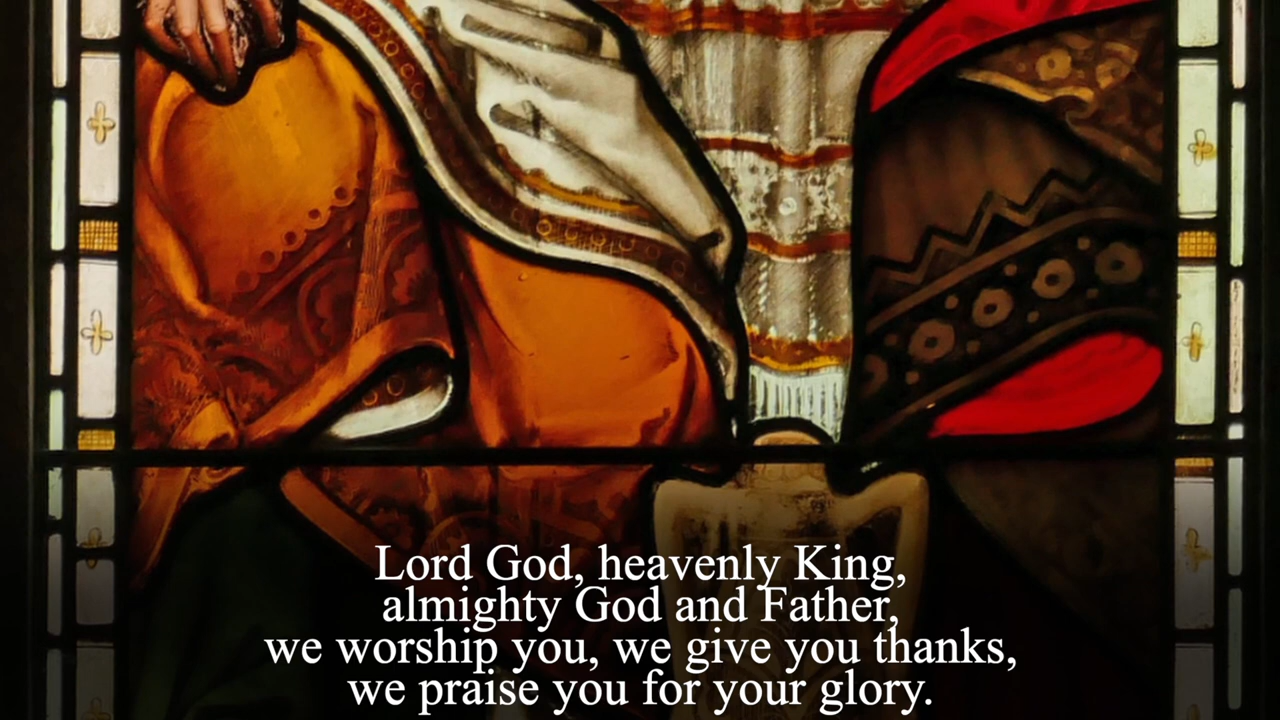 Lord God, heavenly King,
almighty God and Father,
we worship you, we give you thanks,
we praise you for your glory.